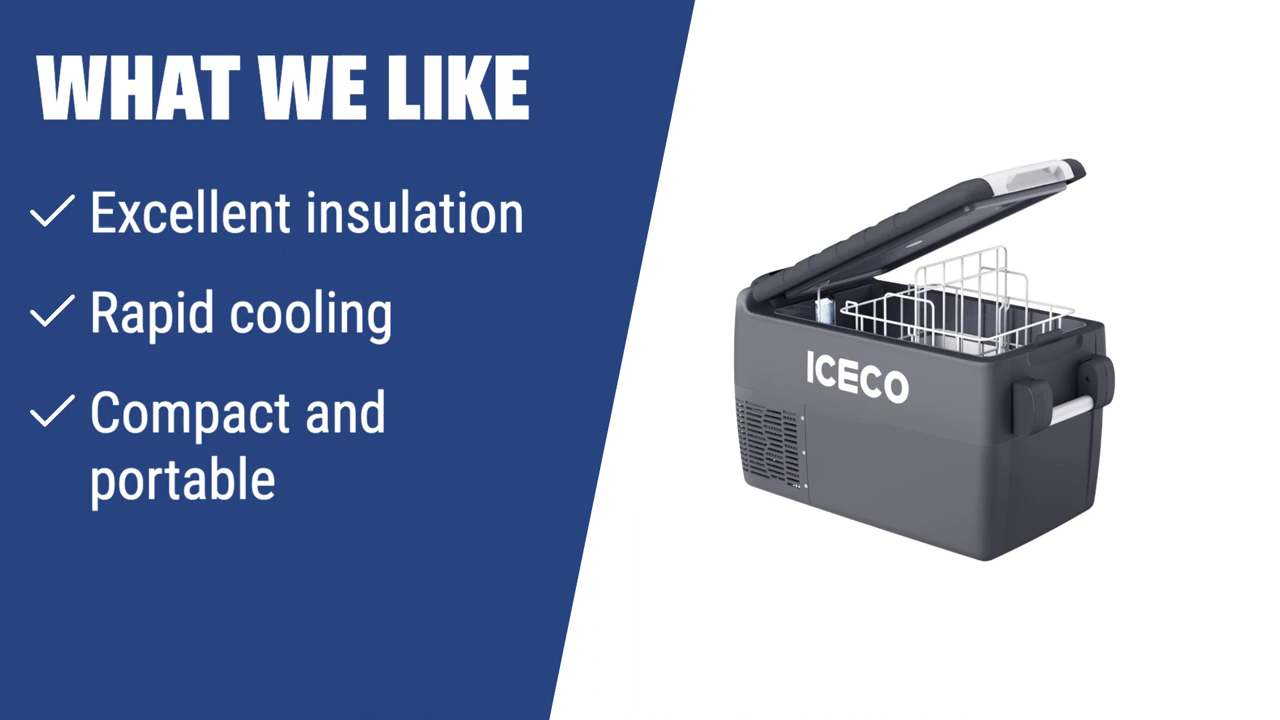 WHAT WE LIKE
Excellent insulation
Rapid cooling
Compact and
portable
ICECO